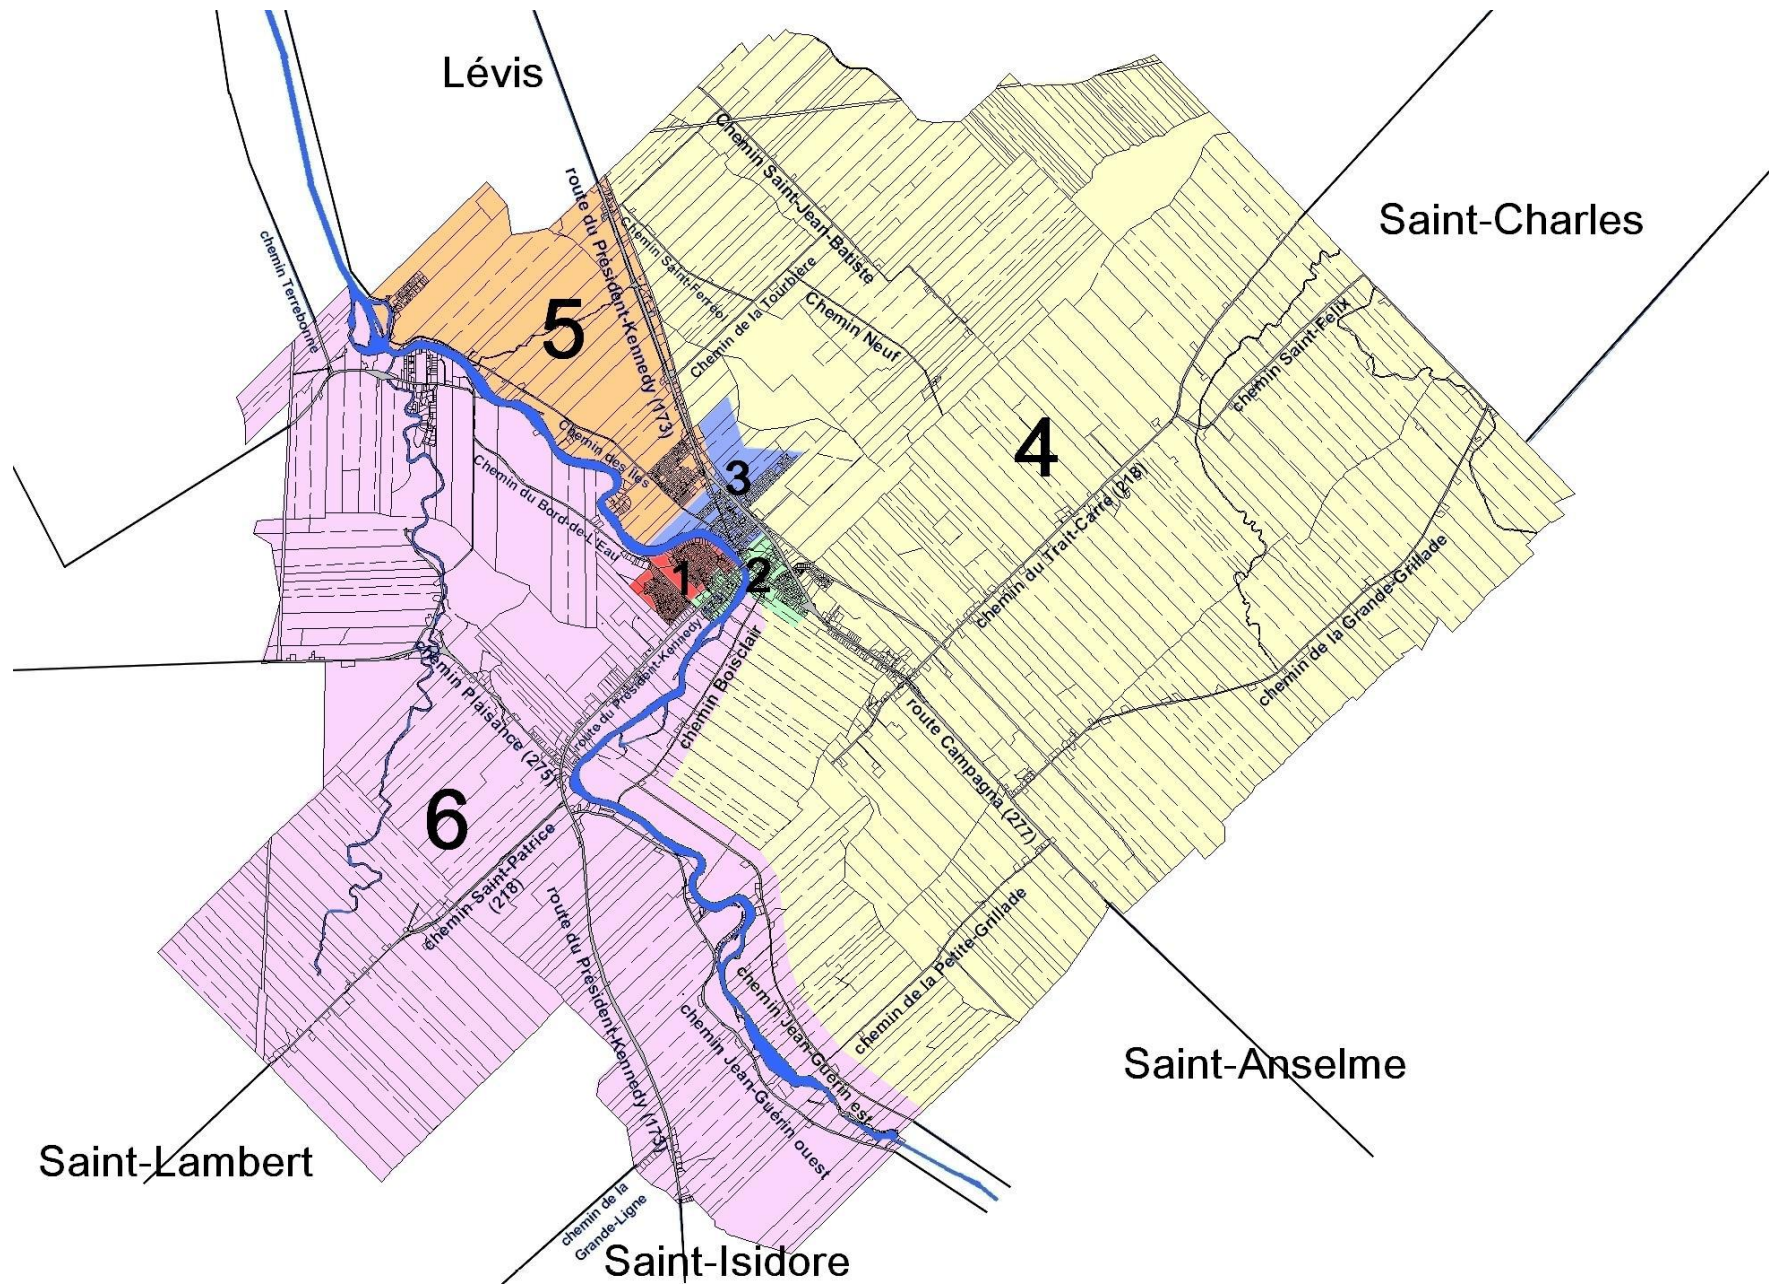 Lévis
Chemin Saint-Jean-Batiste
route du Président-Kennedy (173)
Saint-Charles
chemin Terrebonne
Chemin Saint-Ferréol
Chemin de la Tourbière
Chemin Neuf
5
chemin Saint-Félix
4
Chemin des Iles
3
Chemin du Bord-de-L'Eau
chemin du Trait-Carré (218)
1
2
chemin de la Grande-Grillade
route du Président-Kennedy (173)
chemin Boisclair
chemin Plaisance (275)
route Campagna (277)
6
chemin Saint-Patrice
(218)
route du Président-Kennedy (173)
chemin de la Petite-Grillade
chemin Jean-Guérin est
chemin Jean-Guérin ouest
Saint-Anselme
Saint-Lambert
chemin de la
Grande-Ligne
Saint-Isidore